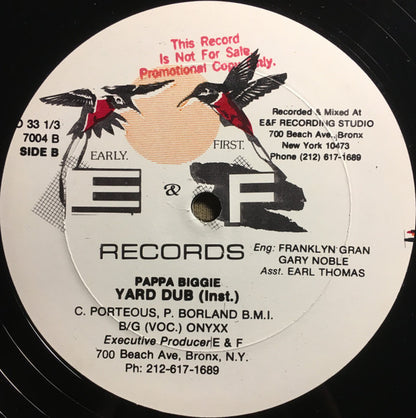 This Record
Is Not For Sale
Promotional Copy Only.
33 1/3
7004 B
SIDE B
Recorded & Mixed At
E&F RECORDING STUDIO
700 Beach Ave. Bronx
New York 10473
Phone (212) 617-1689
EARLY. FIRST.
E & F
RECORDS
Eng: FRANKLYN GRAN
GARY NOBLE
Asst. EARL THOMAS
PAPPA BIGGIE
YARD DUB (Inst.)
C. PORTEOUS, P. BORLAND B.M.I.
B/G (VOC.) ONYXX
Executive Producer E & F
700 Beach Ave., Bronx, N.Y.
Ph: 212-617-1689